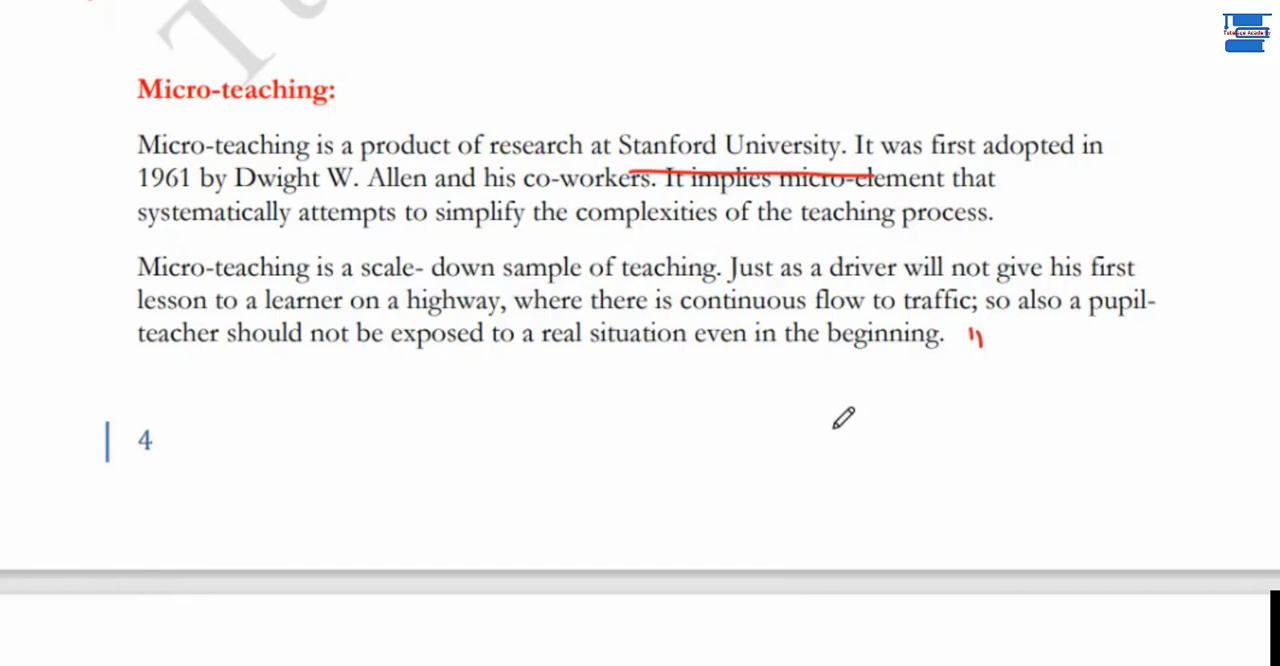 Micro-teaching:
Micro-teaching is a product of research at Stanford University. It was first adopted in
1961 by Dwight W. Allen and his co-workers. It implies micro-element that
systematically attempts to simplify the complexities of the teaching process.
Micro-teaching is a scale- down sample of teaching. Just as a driver will not give his first
lesson to a learner on a highway, where there is continuous flow to traffic; so also a pupil-
teacher should not be exposed to a real situation even in the beginning.
4